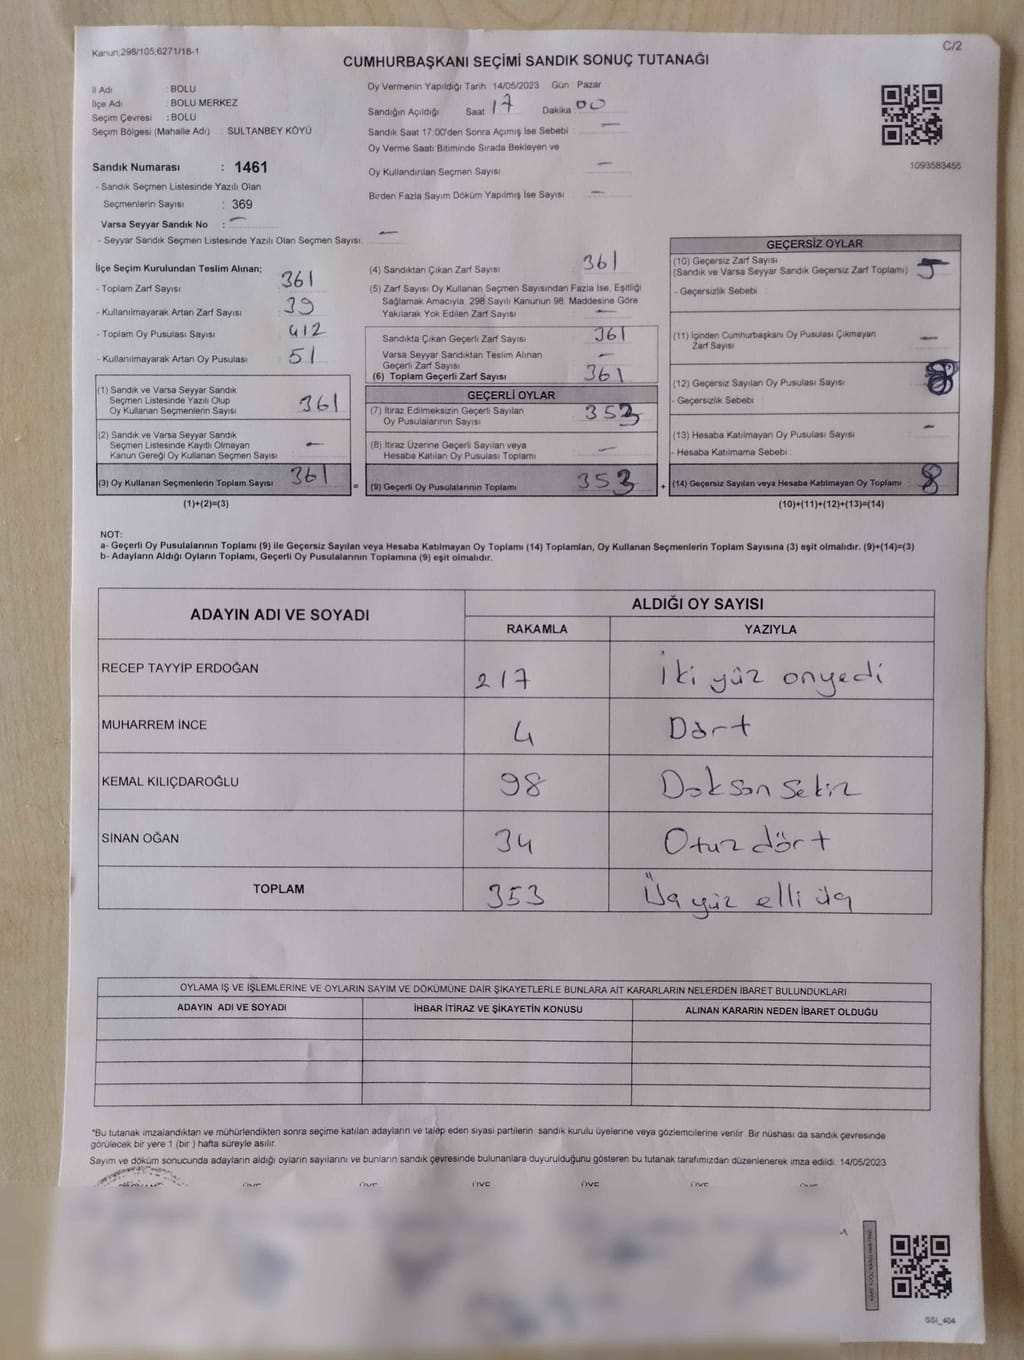 Kanun,298/105,6271/18-1
C/2
CUMHURBAŞKANI SEÇİMİ SANDIK SONUÇ TUTANAĞI
İl Adı : BOLU
İlçe Adı : BOLU MERKEZ
Seçim Çevresi : BOLU
Seçim Bölgesi (Mahalle Adı) : SULTANBEY KÖYÜ
Sandık Numarası : 1461
- Sandık Seçmen Listesinde Yazılı Olan
Seçmenlerin Sayısı : 369
Varsa Seyyar Sandık No : —
- Seyyar Sandık Seçmen Listesinde Yazılı Olan Seçmen Sayısı —
Oy Vermenin Yapıldığı Tarih 14/05/2023 Gün Pazar
Sandığın Açıldığı Saat 17 Dakika 00
Sandık Saat 17:00'den Sonra Açımış İse Sebebi : —
Oy Verme Saati Bitiminde Sırada Bekleyen ve
Oy Kullandırılan Seçmen Sayısı —
Birden Fazla Sayım Döküm Yapılmış İse Sayısı —
1093583455
İlçe Seçim Kurulundan Teslim Alınan;
- Toplam Zarf Sayısı 361
- Kullanılmayarak Artan Zarf Sayısı 39
- Toplam Oy Pusulası Sayısı 412
- Kullanılmayarak Artan Oy Pusulası 51
(1) Sandık ve Varsa Seyyar Sandık
Seçmen Listesinde Yazılı Olup
Oy Kullanan Seçmenlerin Sayısı 361
(2) Sandık ve Varsa Seyyar Sandık
Seçmen Listesinde Kayıtlı Olmayan
Kanun Gereği Oy Kullanan Seçmen Sayısı —
(3) Oy Kullanan Seçmenlerin Toplam Sayısı 361
(1)+(2)=(3)
(4) Sandıktan Çıkan Zarf Sayısı 361
(5) Zarf Sayısı Oy Kullanan Seçmen Sayısından Fazla İse, Eşitliği
Sağlamak Amacıyla, 298 Sayılı Kanunun 98. Maddesine Göre
Yakılarak Yok Edilen Zarf Sayısı —
Sandıkta Çıkan Geçerli Zarf Sayısı 361
Varsa Seyyar Sandıktan Teslim Alınan
Geçerli Zarf Sayısı —
(6) Toplam Geçerli Zarf Sayısı 361
GEÇERLİ OYLAR
(7) İtiraz Edilmeksizin Geçerli Sayılan
Oy Pusulalarının Sayısı 353
(8) İtiraz Üzerine Geçerli Sayılan veya
Hesaba Katılan Oy Pusulası Toplamı —
= (9) Geçerli Oy Pusulalarının Toplamı 353
GEÇERSİZ OYLAR
(10) Geçersiz Zarf Sayısı
(Sandık ve Varsa Seyyar Sandık Geçersiz Zarf Toplamı)
- Geçersizlik Sebebi :
(11) İçinden Cumhurbaşkanı Oy Pusulası Çıkmayan
Zarf Sayısı —
(12) Geçersiz Sayılan Oy Pusulası Sayısı 8
- Geçersizlik Sebebi
(13) Hesaba Katılmayan Oy Pusulası Sayısı —
- Hesaba Katılmama Sebebi :
+ (14) Geçersiz Sayılan veya Hesaba Katılmayan Oy Toplamı 8
(10)+(11)+(12)+(13)=(14)
NOT:
a- Geçerli Oy Pusulalarının Toplamı (9) ile Geçersiz Sayılan veya Hesaba Katılmayan Oy Toplamı (14) Toplamları, Oy Kullanan Seçmenlerin Toplam Sayısına (3) eşit olmalıdır. (9)+(14)=(3)
b- Adayların Aldığı Oyların Toplamı, Geçerli Oy Pusulalarının Toplamına (9) eşit olmalıdır.
ADAYIN ADI VE SOYADI ALDIĞI OY SAYISI
RAKAMLA YAZIYLA
RECEP TAYYİP ERDOĞAN 217 İki yüz onyedi
MUHARREM İNCE 4 Dört
KEMAL KILIÇDAROĞLU 98 Doksan sekiz
SİNAN OĞAN 34 Otuz dört
TOPLAM 353 Üç yüz elli üç
OYLAMA İŞ VE İŞLEMLERİNE VE OYLARIN SAYIM VE DÖKÜMÜNE DAİR ŞİKAYETLERLE BUNLARA AİT KARARLARIN NELERDEN İBARET BULUNDUKLARI
ADAYIN ADI VE SOYADI İHBAR İTİRAZ VE ŞİKAYETİN KONUSU ALINAN KARARIN NEDEN İBARET OLDUĞU
*Bu tutanak imzalandıktan ve mühürlendikten sonra seçime katılan adayların ve talep eden siyasi partilerin sandık kurulu üyelerine veya gözlemcilerine verilir. Bir nüshası da sandık çevresinde
görülecek bir yere 1 (bir ) hafta süreyle asılır.
Sayım ve döküm sonucunda adayların aldığı oyların sayılarını ve bunların sandık çevresinde bulunanlara duyurulduğunu gösteren bu tutanak tarafımızdan düzenlenerek imza edildi. 14/05/2023
ÜYE ÜYE ÜYE ÜYE ÜYE
SSI_404